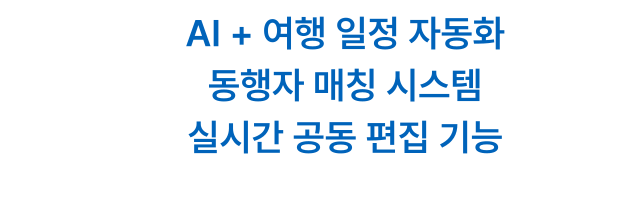 AI + 여행 일정 자동화
동행자 매칭 시스템
실시간 공동 편집 기능